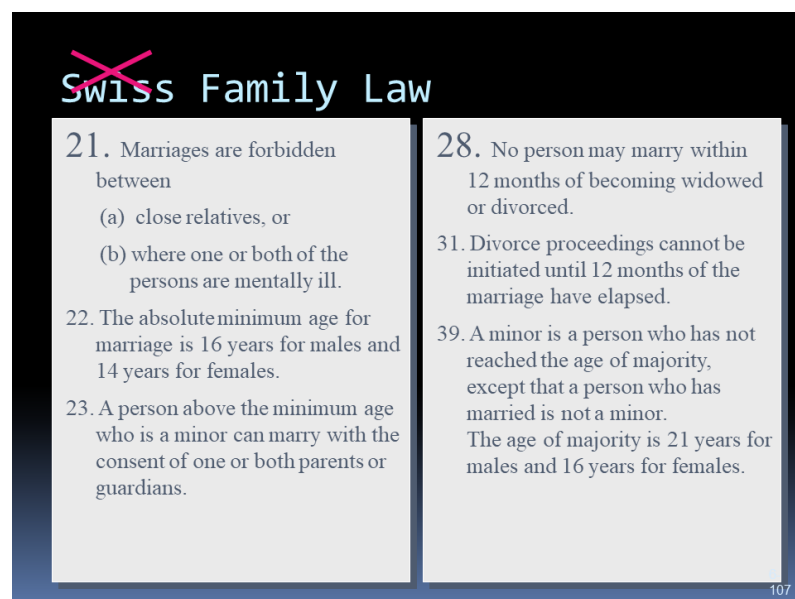 Swiss Family Law
21. Marriages are forbidden
between
(a) close relatives, or
(b) where one or both of the
persons are mentally ill.
22. The absolute minimum age for
marriage is 16 years for males and
14 years for females.
23. A person above the minimum age
who is a minor can marry with the
consent of one or both parents or
guardians.
28. No person may marry within
12 months of becoming widowed
or divorced.
31. Divorce proceedings cannot be
initiated until 12 months of the
marriage have elapsed.
39. A minor is a person who has not
reached the age of majority,
except that a person who has
married is not a minor.
The age of majority is 21 years for
males and 16 years for females.
107